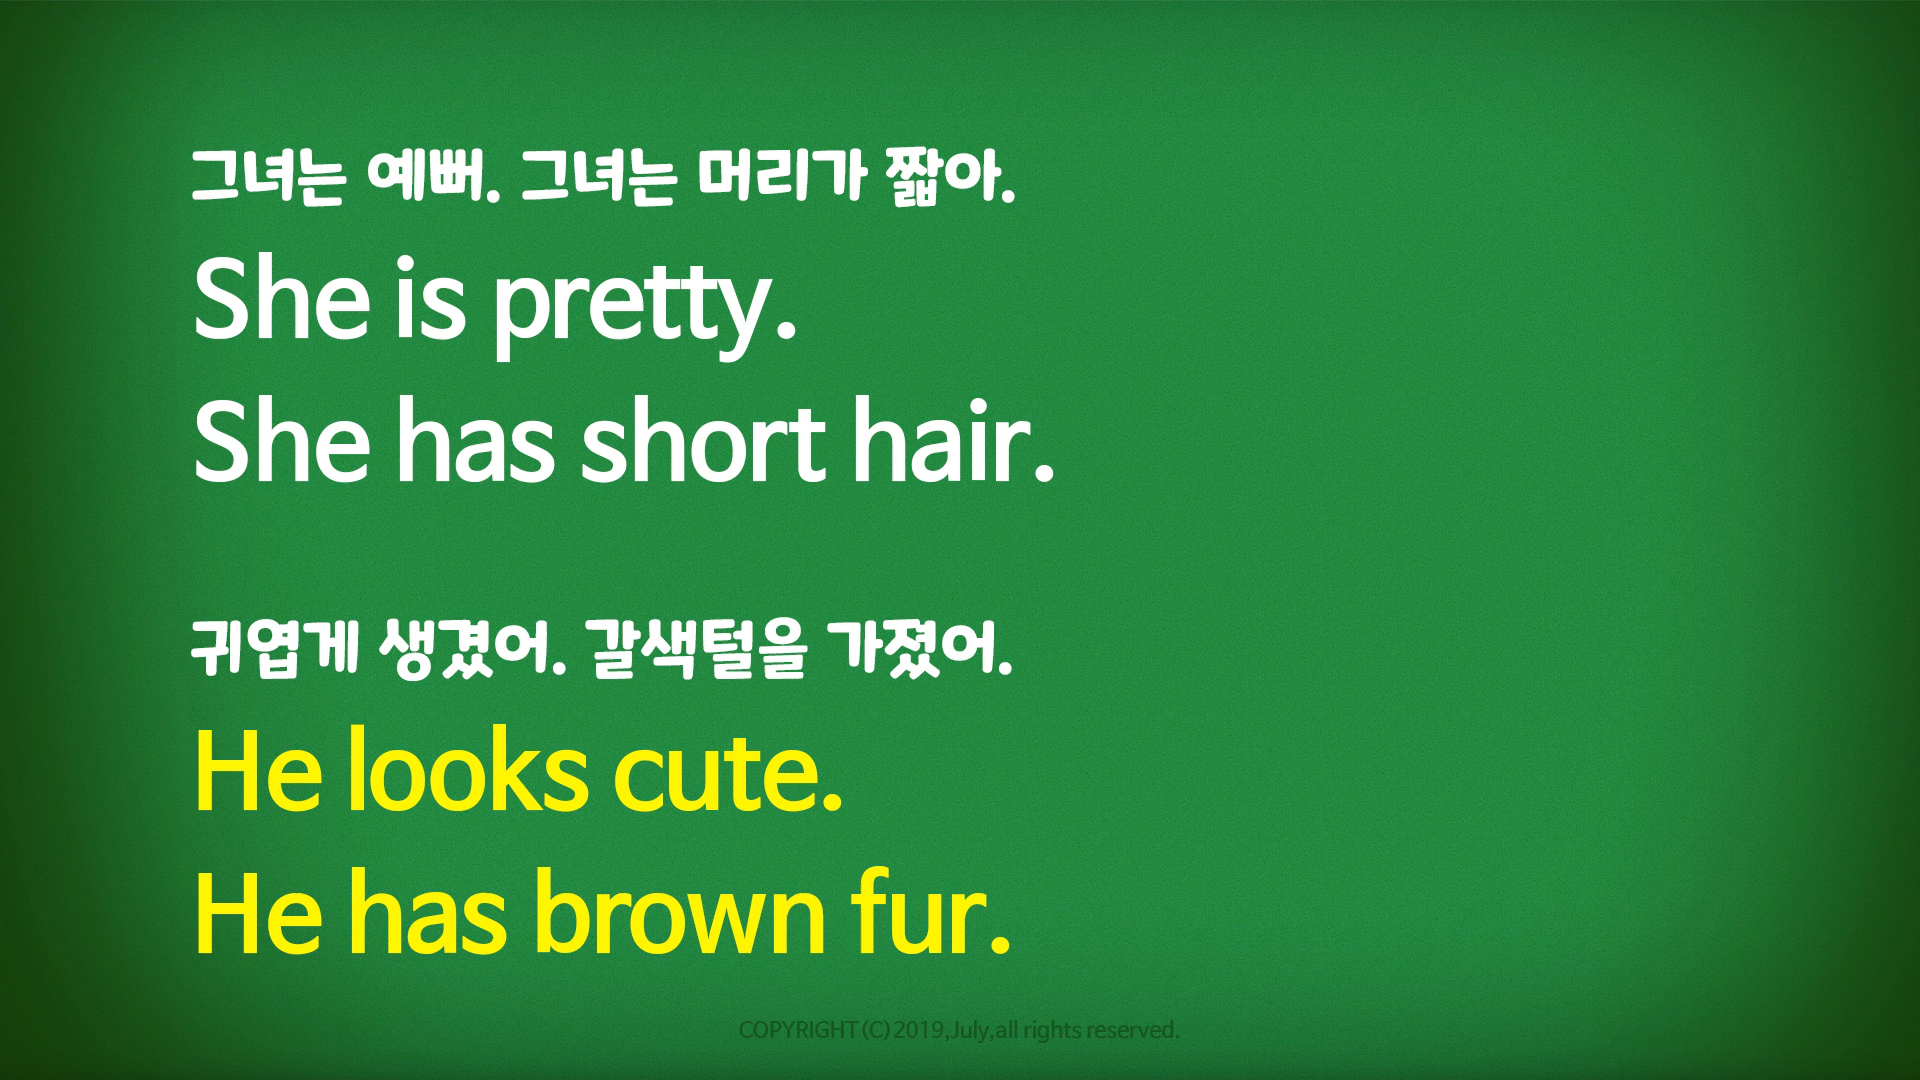 그녀는 예뻐. 그녀는 머리가 짧아.
She is pretty.
She has short hair.
귀엽게 생겼어. 갈색털을 가졌어.
He looks cute.
He has brown fur.
COPYRIGHT(C)2019,July,all rights reserved.